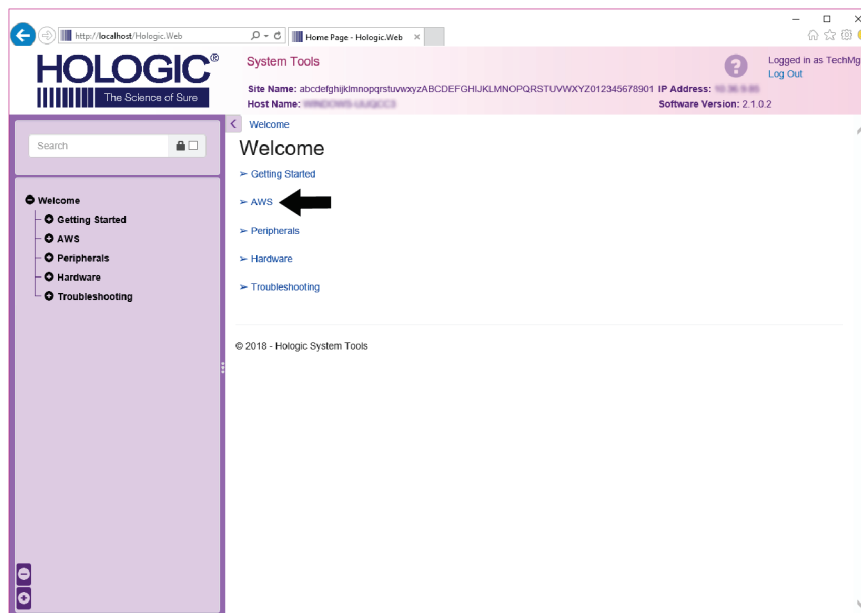 http://localhost/Hologic.Web
Home Page - Hologic.Web
HOLOGIC®
The Science of Sure
System Tools
Logged in as TechMg
Log Out
Site Name: abcdefghijklmnopqrstuvwxyzABCDEFGHIJKLMNOPQRSTUVWXYZ012345678901 IP Address:
Host Name:
Software Version: 2.1.0.2
Search
Welcome
Getting Started
AWS
Peripherals
Hardware
Troubleshooting
Welcome
Welcome
➢ Getting Started
➢ AWS
➢ Peripherals
➢ Hardware
➢ Troubleshooting
© 2018 - Hologic System Tools